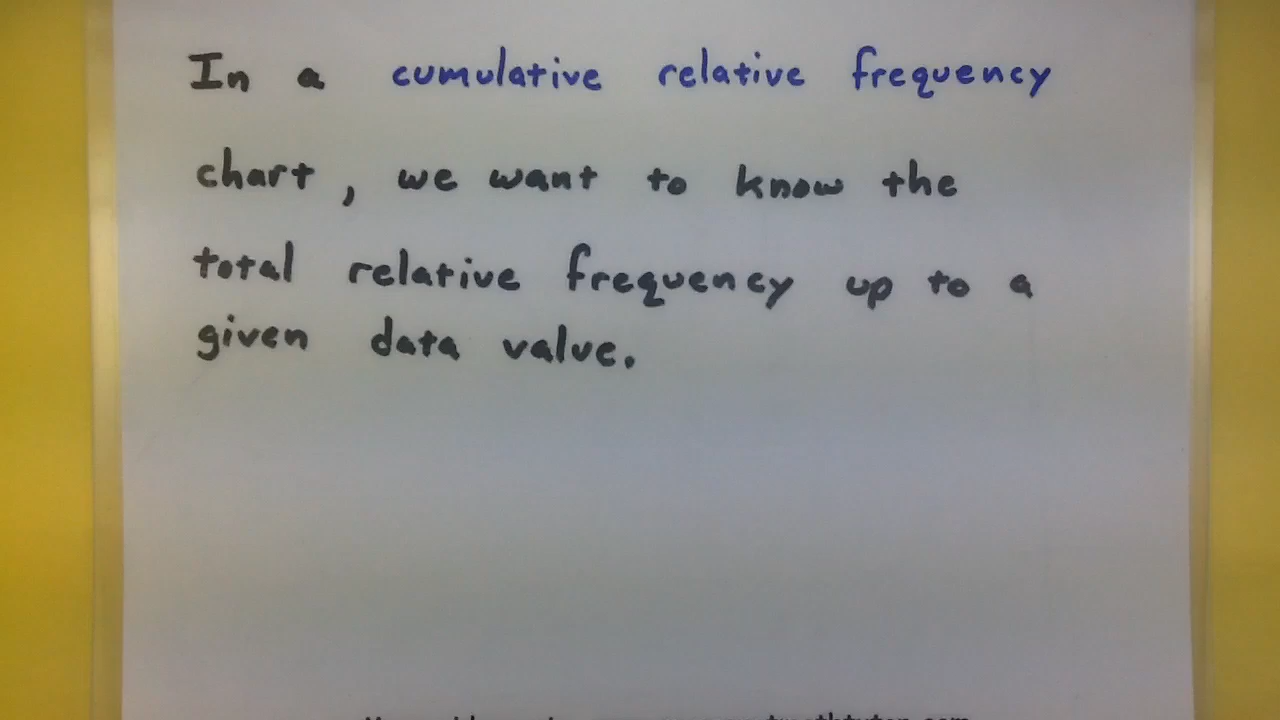 In a cumulative relative frequency
chart, we want to know the
total relative frequency up to a
given data value.